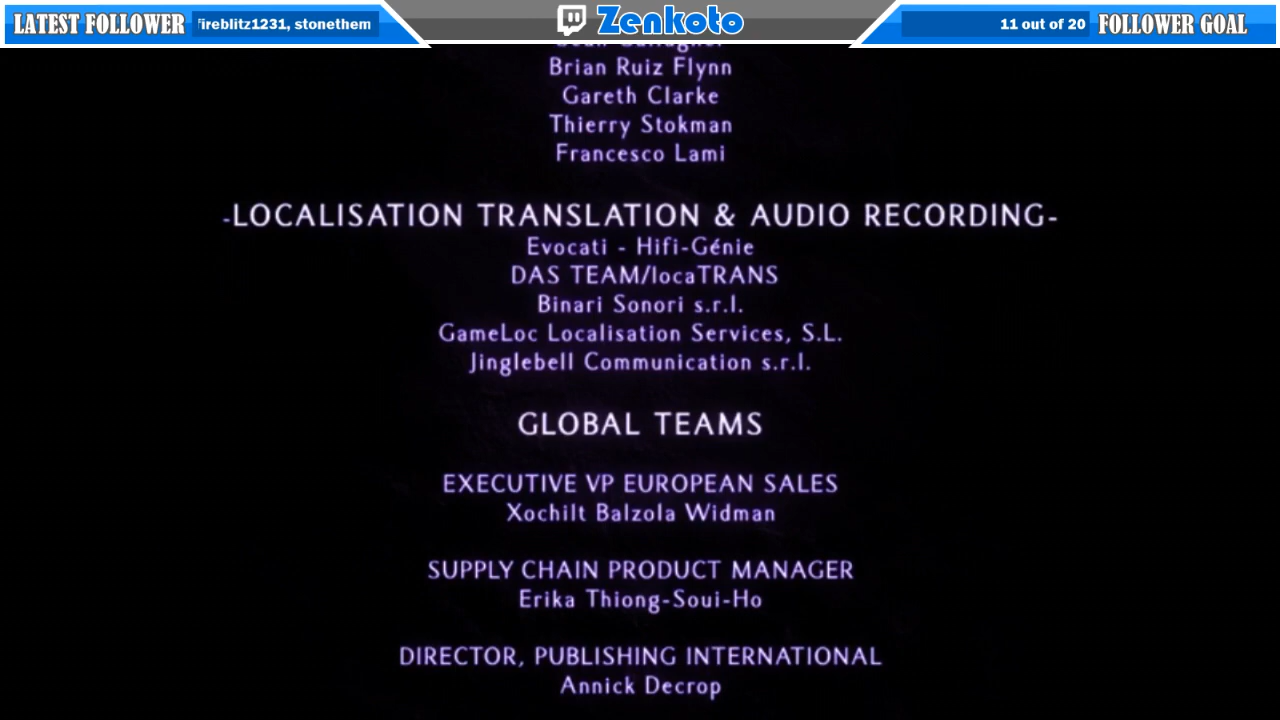 LATEST FOLLOWER
fireblitz1231, stonethem
Zenkoto
11 out of 20
FOLLOWER GOAL
Brian Ruiz Flynn
Gareth Clarke
Thierry Stokman
Francesco Lami
-LOCALISATION TRANSLATION & AUDIO RECORDING-
Evocati - Hifi-Génie
DAS TEAM/locaTRANS
Binari Sonori s.r.l.
GameLoc Localisation Services, S.L.
Jinglebell Communication s.r.l.
GLOBAL TEAMS
EXECUTIVE VP EUROPEAN SALES
Xochilt Balzola Widman
SUPPLY CHAIN PRODUCT MANAGER
Erika Thiong-Soui-Ho
DIRECTOR, PUBLISHING INTERNATIONAL
Annick Decrop